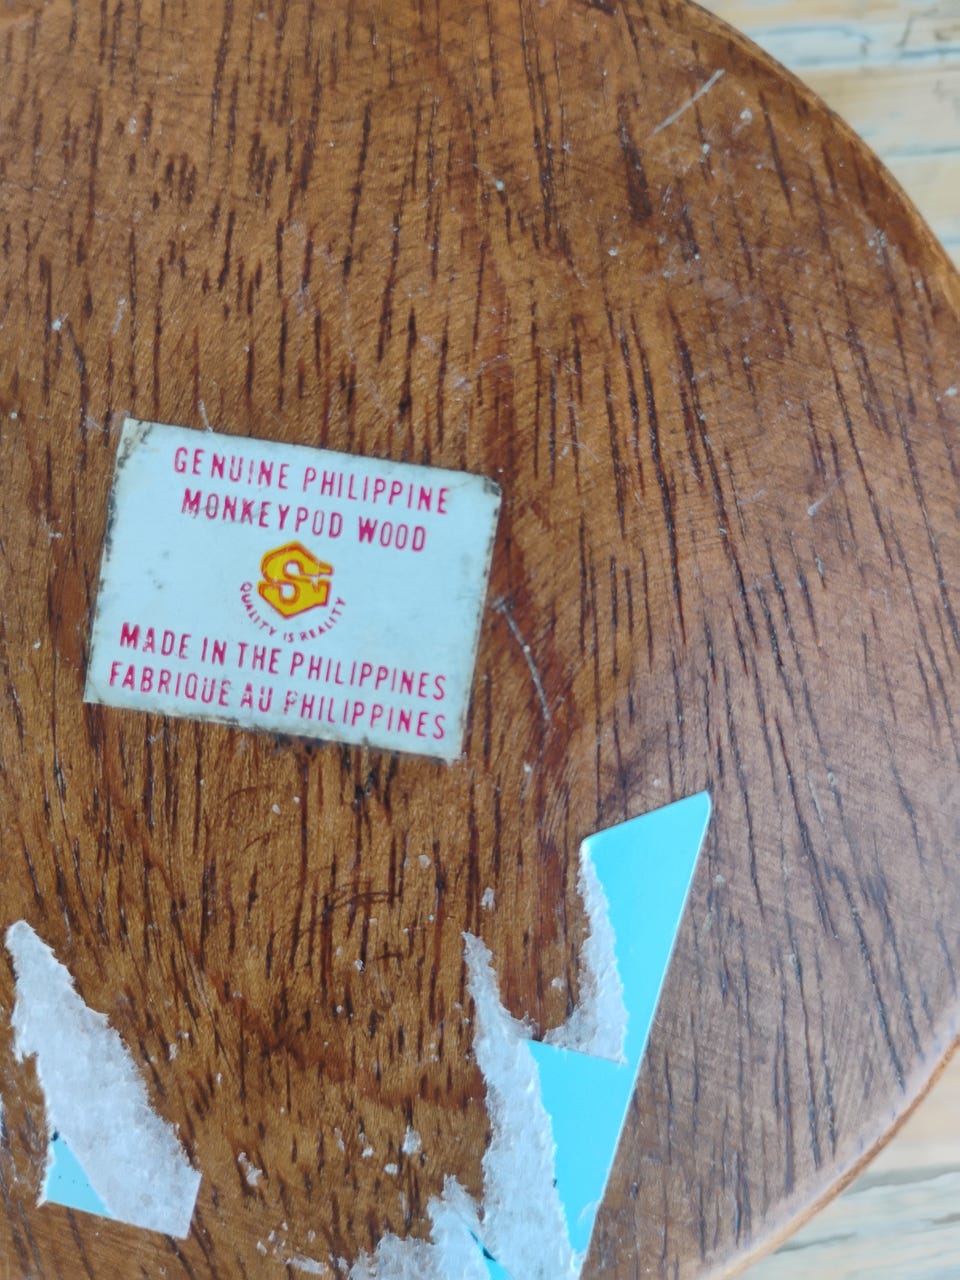 GENUINE PHILIPPINE
MONKEYPOD WOOD
S
QUALITY IS REALITY
MADE IN THE PHILIPPINES
FABRIQUE AU PHILIPPINES